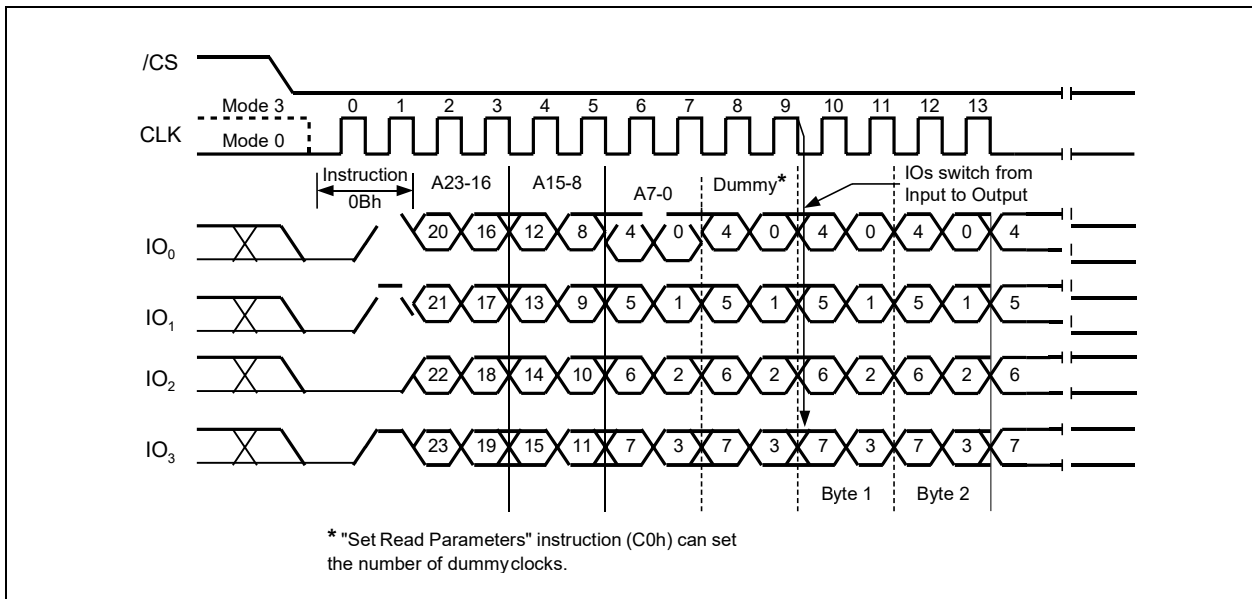 /CS
Mode 3 0 1 2 3 4 5 6 7 8 9 10 11 12 13
CLK
Mode 0
Instruction A23-16 A15-8 A7-0 Dummy* IOs switch from
0Bh Input to Output
IO0 20 16 12 8 4 0 4 0 4 0 4 0 4
IO1 21 17 13 9 5 1 5 1 5 1 5 1 5
IO2 22 18 14 10 6 2 6 2 6 2 6 2 6
IO3 23 19 15 11 7 3 7 3 7 3 7 3 7
Byte 1 Byte 2
* "Set Read Parameters" instruction (C0h) can set
the number of dummyclocks.